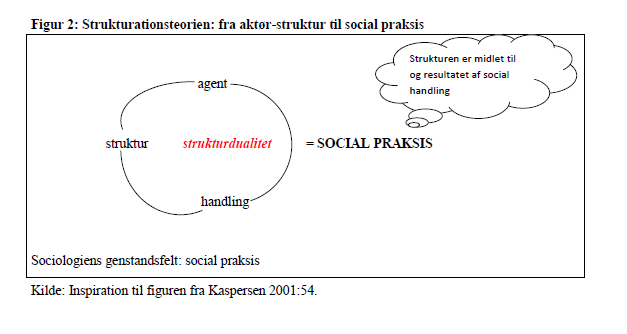 Figur 2: Strukturationsteorien: fra aktør-struktur til social praksis
Strukturen er midlet til
og resultatet af social
handling
agent
struktur
strukturdualitet
= SOCIAL PRAKSIS
handling
Sociologiens genstandsfelt: social praksis
Kilde: Inspiration til figuren fra Kaspersen 2001:54.